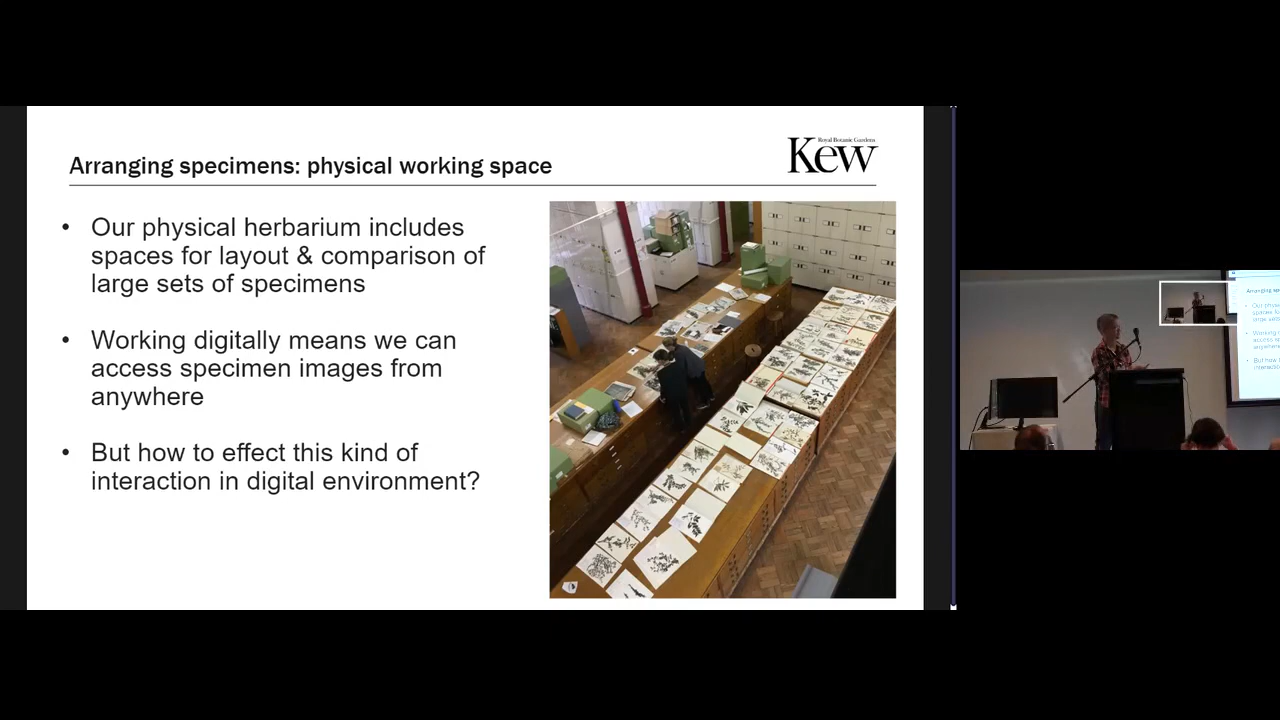 Arranging specimens: physical working space
Royal Botanic Gardens
Kew
• Our physical herbarium includes
spaces for layout & comparison of
large sets of specimens
• Working digitally means we can
access specimen images from
anywhere
• But how to effect this kind of
interaction in digital environment?